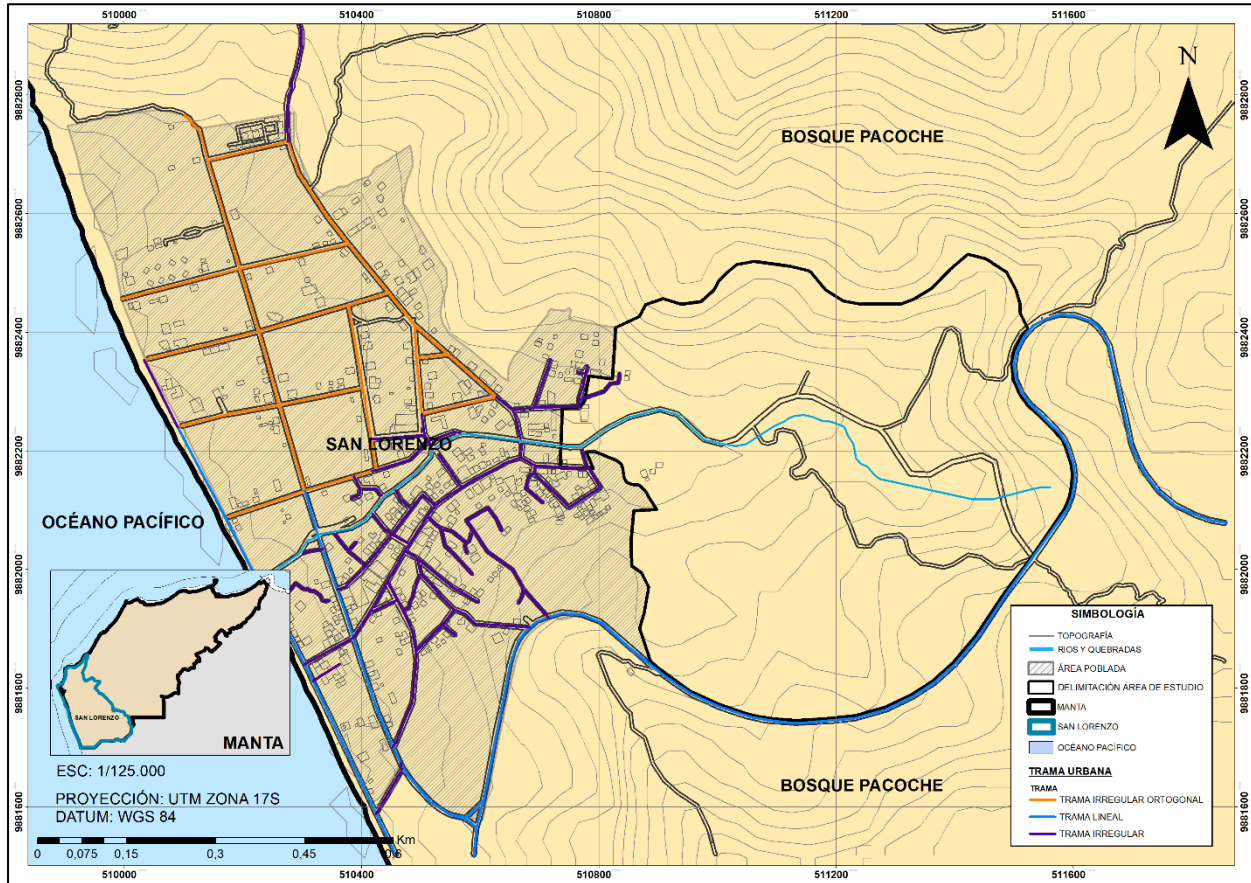 510000 510400 510800 511200 511600
N
9882800 9882800
BOSQUE PACOCHE
9882600 9882600
9882400 9882400
SAN LORENZO
9882200 9882200
OCÉANO PACÍFICO
9882000 9882000
SAN LORENZO
MANTA
ESC: 1/125.000
PROYECCIÓN: UTM ZONA 17S
DATUM: WGS 84
Km
0 0,075 0,15 0,3 0,45 0,6
9881800 9881800
BOSQUE PACOCHE
9881600 9881600
SIMBOLOGÍA
TOPOGRAFÍA
RIOS Y QUEBRADAS
ÁREA POBLADA
DELIMITACIÓN ÁREA DE ESTUDIO
MANTA
SAN LORENZO
OCÉANO PACÍFICO
TRAMA URBANA
TRAMA
TRAMA IRREGULAR ORTOGONAL
TRAMA LINEAL
TRAMA IRREGULAR
510000 510400 510800 511200 511600